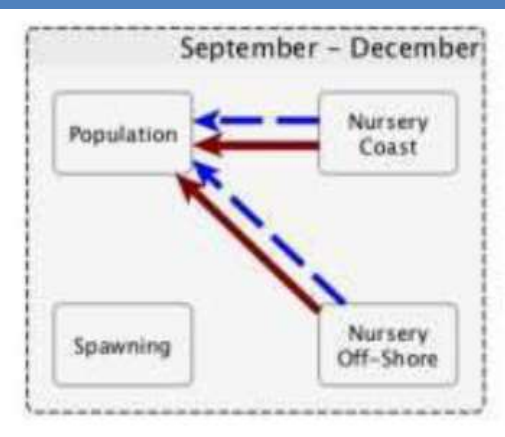 September – December
Population
Nursery
Coast
Spawning
Nursery
Off-Shore